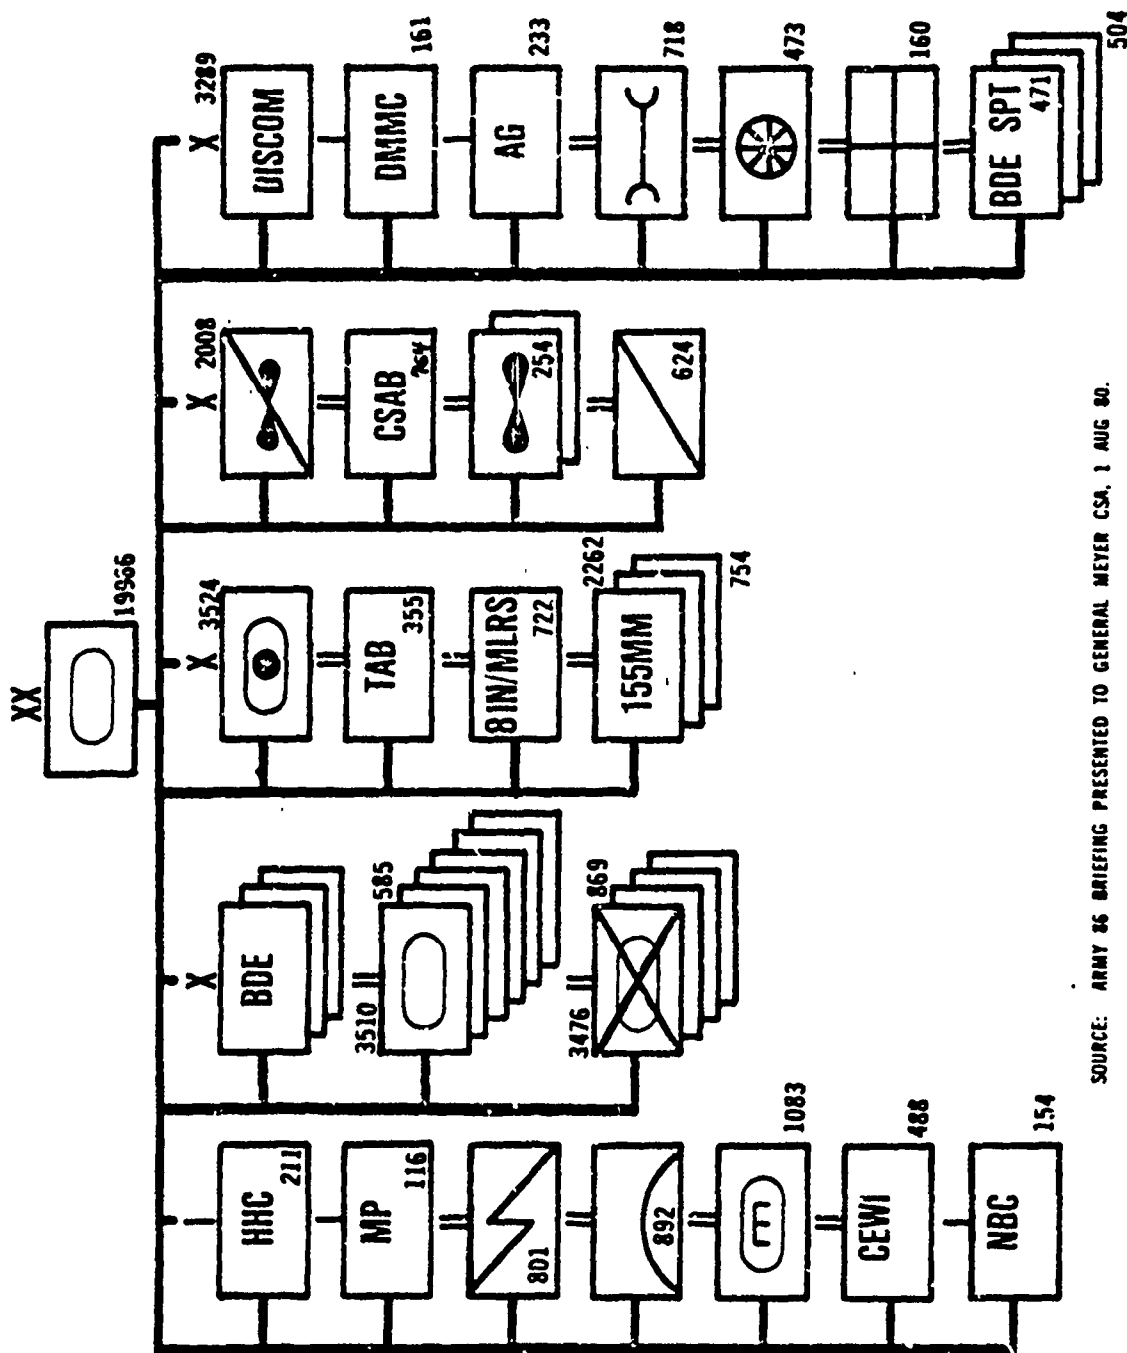 XX
19966
X 3289
DISCOM
DMMC
161
AG
233
718
473
160
BDE SPT
471
504
X 2008
CSAB
764
254
624
X 3524
TAB
355
8IN/MLRS
722
2262
155MM
754
X
BDE
585
3510
869
3476
HHC
211
MP
116
801
892
1083
CEWI
488
NBC
154
SOURCE: ARMY 86 BRIEFING PRESENTED TO GENERAL MEYER CSA, 1 AUG 80.